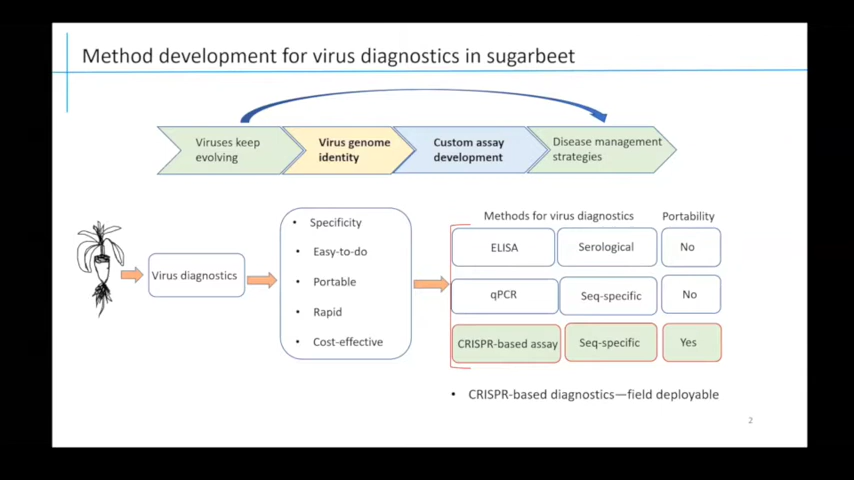 Method development for virus diagnostics in sugarbeet
Viruses keep
evolving
Virus genome
identity
Custom assay
development
Disease management
strategies
Virus diagnostics
• Specificity
• Easy-to-do
• Portable
• Rapid
• Cost-effective
Methods for virus diagnostics Portability
ELISA Serological No
qPCR Seq-specific No
CRISPR-based assay Seq-specific Yes
• CRISPR-based diagnostics—field deployable
2